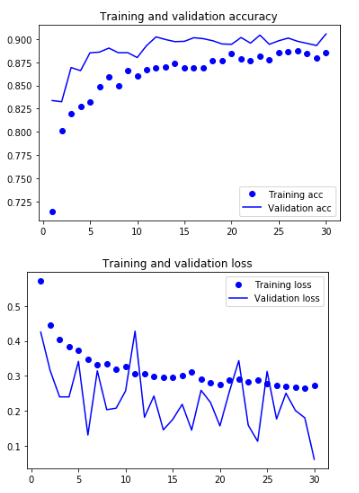 Training and validation accuracy
0.900
0.875
0.850
0.825
0.800
0.775
0.750
0.725
Training acc
Validation acc
0 5 10 15 20 25 30
Training and validation loss
Training loss
Validation loss
0.5
0.4
0.3
0.2
0.1
0 5 10 15 20 25 30